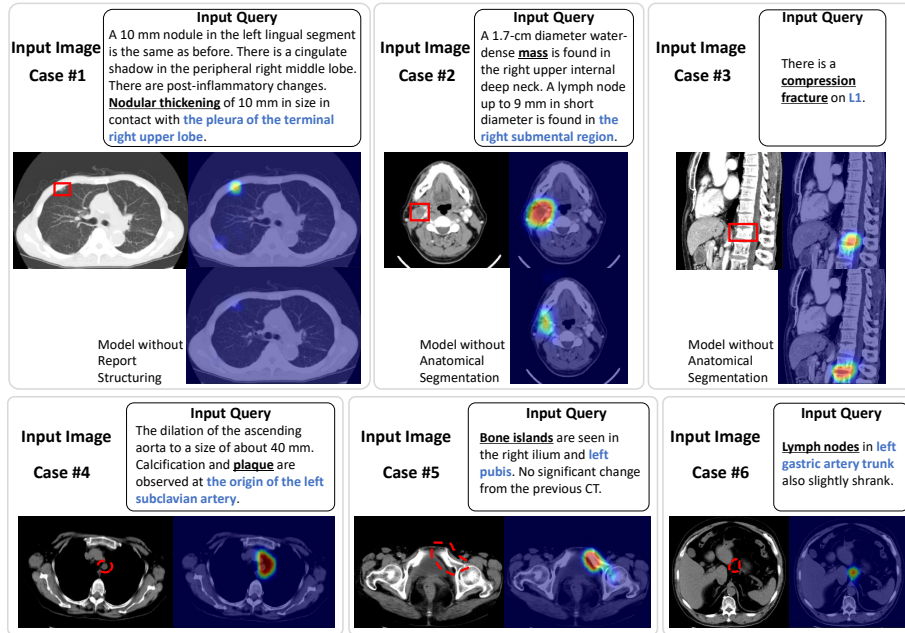 Input Image
Case #1
Input Query
A 10 mm nodule in the left lingual segment
is the same as before. There is a cingulate
shadow in the peripheral right middle lobe.
There are post-inflammatory changes.
Nodular thickening of 10 mm in size in
contact with the pleura of the terminal
right upper lobe.
Model without
Report
Structuring
Input Image
Case #2
Input Query
A 1.7-cm diameter water-
dense mass is found in
the right upper internal
deep neck. A lymph node
up to 9 mm in short
diameter is found in the
right submental region.
Model without
Anatomical
Segmentation
Input Image
Case #3
Input Query
There is a
compression
fracture on L1.
Model without
Anatomical
Segmentation
Input Image
Case #4
Input Query
The dilation of the ascending
aorta to a size of about 40 mm.
Calcification and plaque are
observed at the origin of the left
subclavian artery.
Input Image
Case #5
Input Query
Bone islands are seen in
the right ilium and left
pubis. No significant change
from the previous CT.
Input Image
Case #6
Input Query
Lymph nodes in left
gastric artery trunk
also slightly shrank.